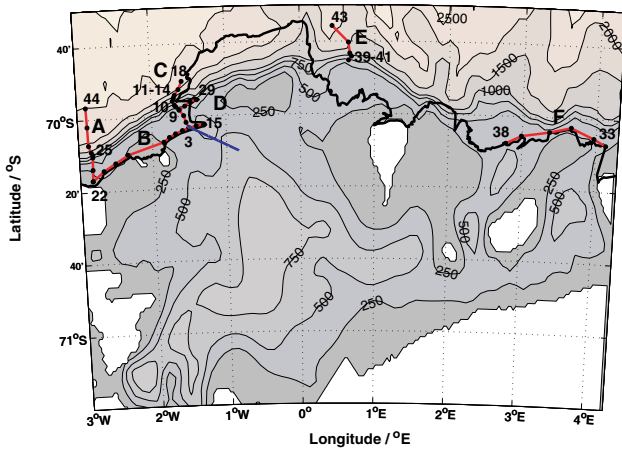 43
2500
2000
40'
E
750
39-41
1500
C 18
500
11-14
29
1000
44
10
D
250
9
15
F
70°S
A
38
33
B
3
25
250
250
20'
22
500
500
500
750
40'
250
500
250
71°S
3°W
2°W
1°W
0°
1°E
2°E
3°E
4°E
Latitude / °S
Longitude / °E